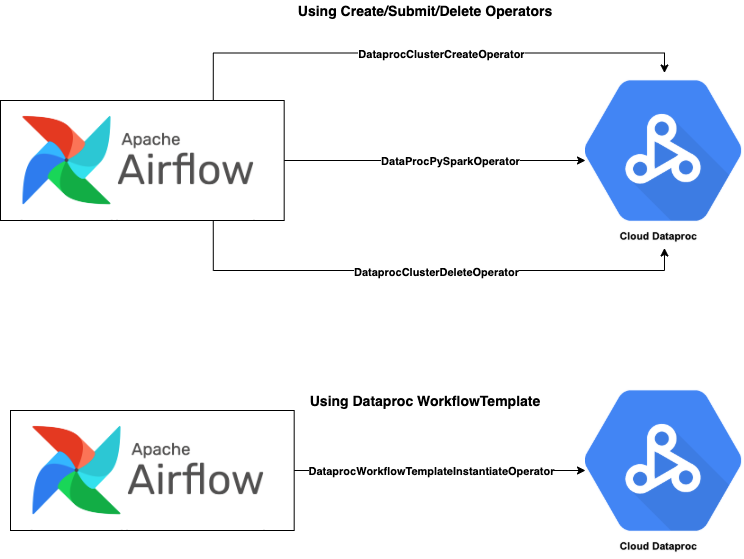 Using Create/Submit/Delete Operators
DataprocClusterCreateOperator
Apache
Airflow
DataProcPySparkOperator
Cloud Dataproc
DataprocClusterDeleteOperator
Using Dataproc WorkflowTemplate
Apache
Airflow
DataprocWorkflowTemplateInstantiateOperator
Cloud Dataproc